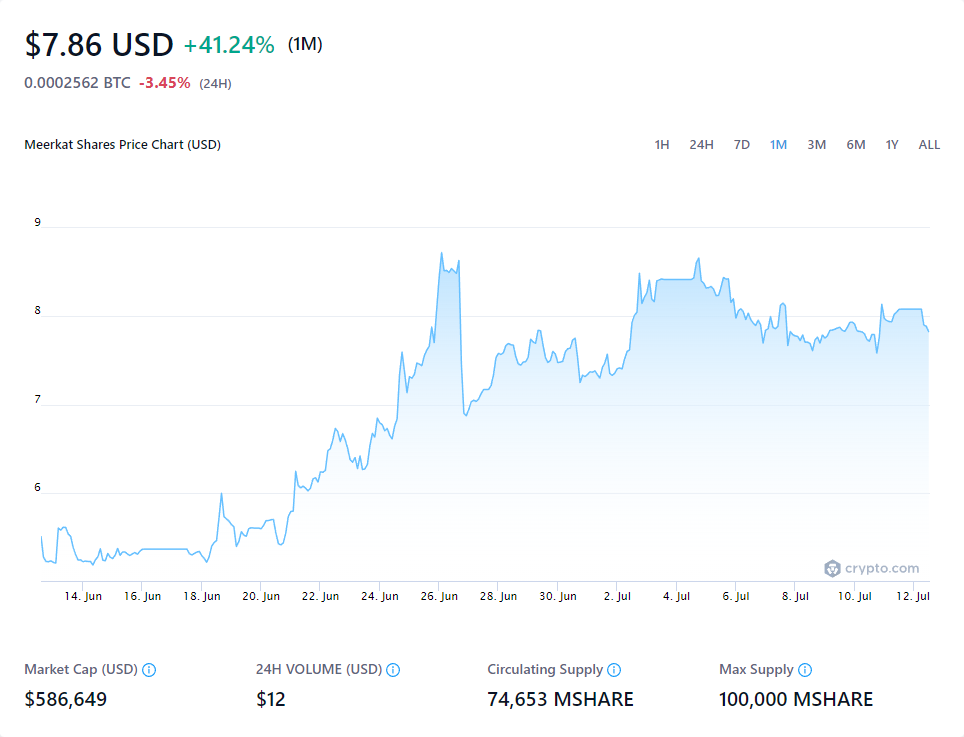 $7.86 USD +41.24% (1M)
0.0002562 BTC -3.45% (24H)
Meerkat Shares Price Chart (USD) 1H 24H 7D 1M 3M 6M 1Y ALL
9
8
7
6
crypto.com
14. Jun 16. Jun 18. Jun 20. Jun 22. Jun 24. Jun 26. Jun 28. Jun 30. Jun 2. Jul 4. Jul 6. Jul 8. Jul 10. Jul 12. Jul
Market Cap (USD) 24H VOLUME (USD) Circulating Supply Max Supply
$586,649 $12 74,653 MSHARE 100,000 MSHARE